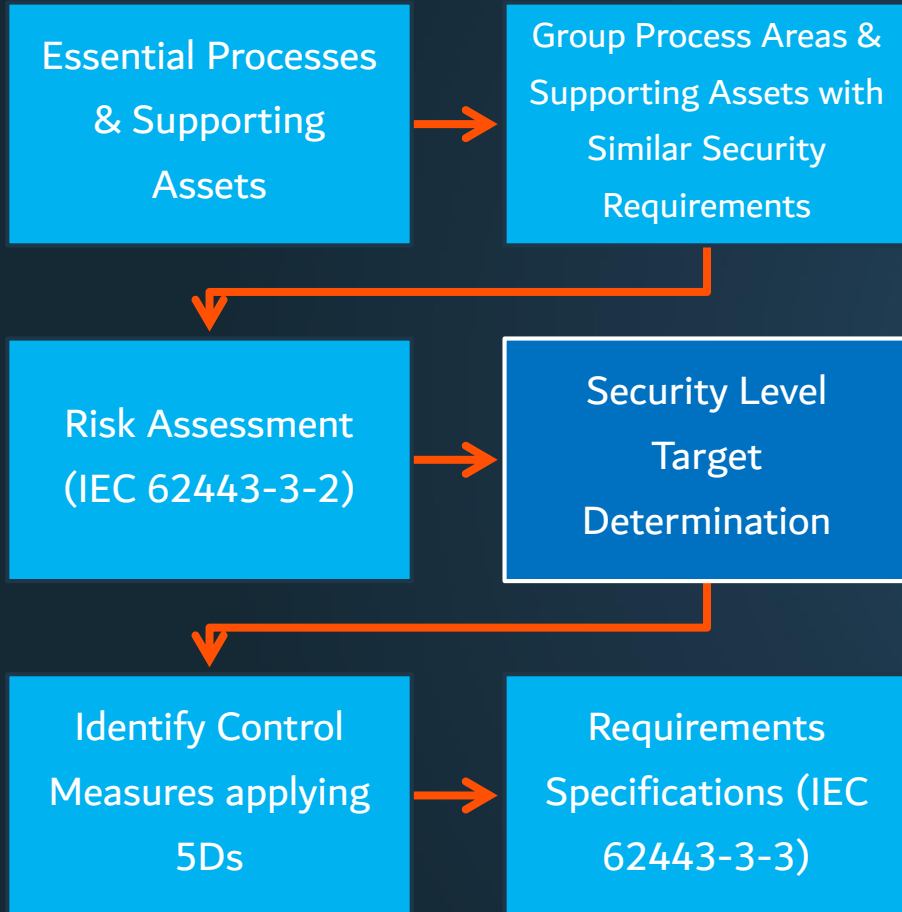 Essential Processes
& Supporting
Assets
Group Process Areas &
Supporting Assets with
Similar Security
Requirements
Risk Assessment
(IEC 62443-3-2)
Security Level
Target
Determination
Identify Control
Measures applying
5Ds
Requirements
Specifications (IEC
62443-3-3)